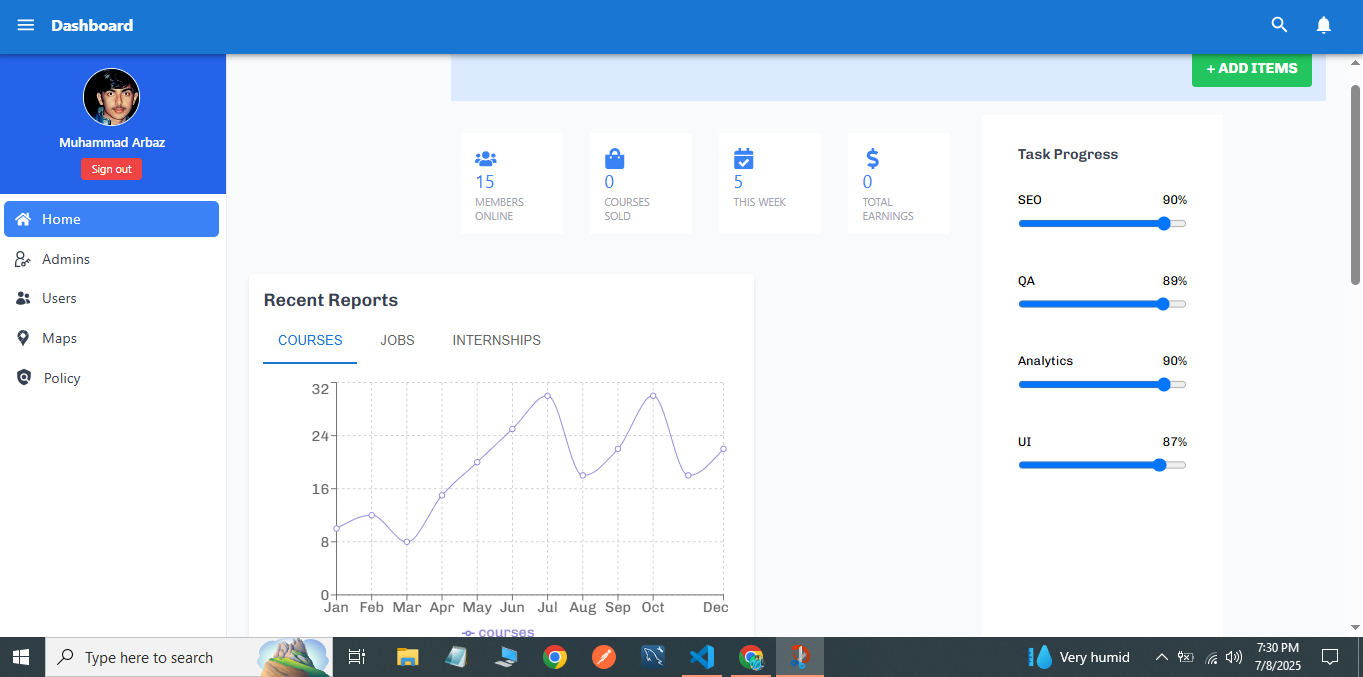 Dashboard
Muhammad Arbaz
Sign out
Home
Admins
Users
Maps
Policy
+ ADD ITEMS
15
MEMBERS
ONLINE
0
COURSES
SOLD
5
THIS WEEK
0
TOTAL
EARNINGS
Task Progress
SEO 90%
QA 89%
Analytics 90%
UI 87%
Recent Reports
COURSES JOBS INTERNSHIPS
32
24
16
8
0
Jan Feb Mar Apr May Jun Jul Aug Sep Oct Dec
courses
Type here to search
Very humid
7:30 PM
7/8/2025